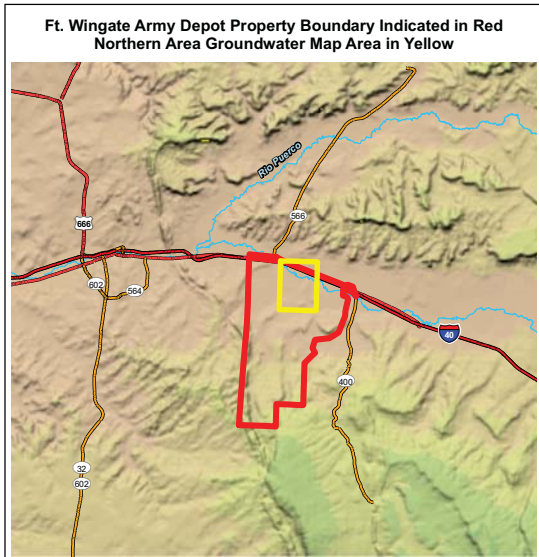 Ft. Wingate Army Depot Property Boundary Indicated in Red
Northern Area Groundwater Map Area in Yellow
Rio Puerco
566
666
602
564
40
400
32
602